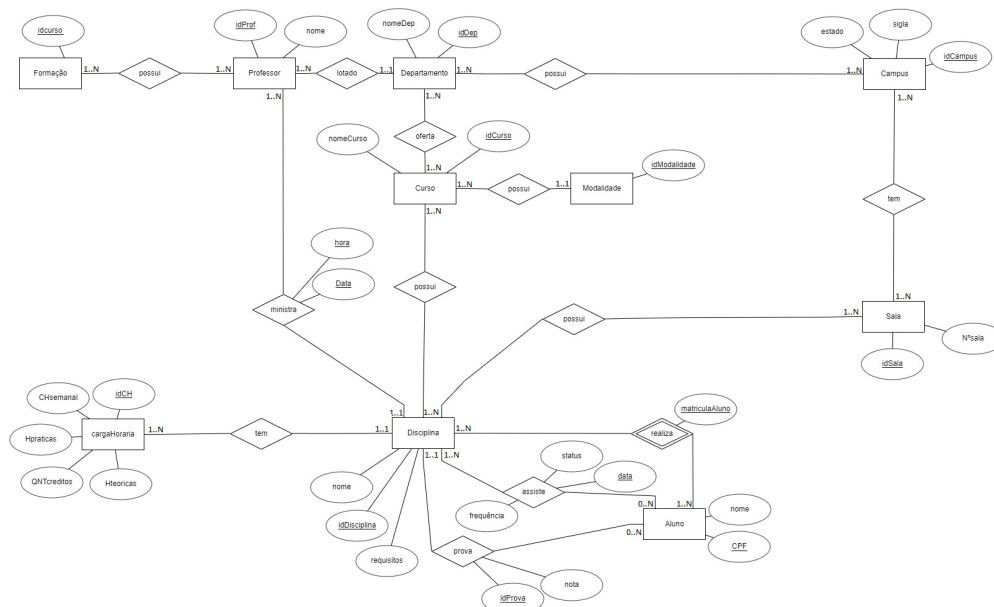 idcurso
idProf
nome
nomeDep
idDep
estado
sigla
idCampus
Formação
1..N
possui
1..N
Professor
1..N
lotado
1..1
Departamento
1..N
possui
1..N
Campus
1..N
1..N
1..N
oferta
nomeCurso
idCurso
1..N
Curso
1..N
possui
1..1
Modalidade
idModalidade
1..N
tem
hora
Data
ministra
possui
possui
1..N
1..N
Sala
Nºsala
idSala
CHsemanal
idCH
cargaHoraria
Hpraticas
QNTcreditos
Hteoricas
1..N
tem
1..1
1..1
1..N
Disciplina
1..N
realiza
matriculaAluno
1..1
1..N
status
data
assiste
frequência
nome
idDisciplina
requisitos
0..N
1..N
Aluno
0..N
nome
CPF
prova
nota
idProva